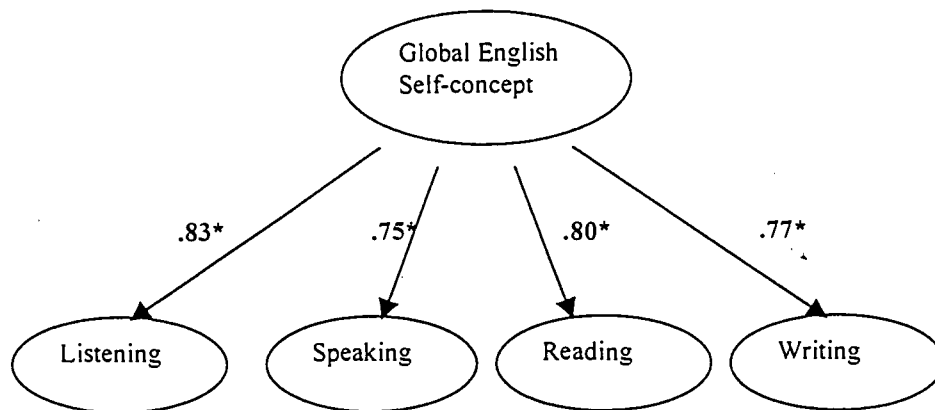 Global English
Self-concept
.83*
.75*
.80*
.77*
Listening
Speaking
Reading
Writing